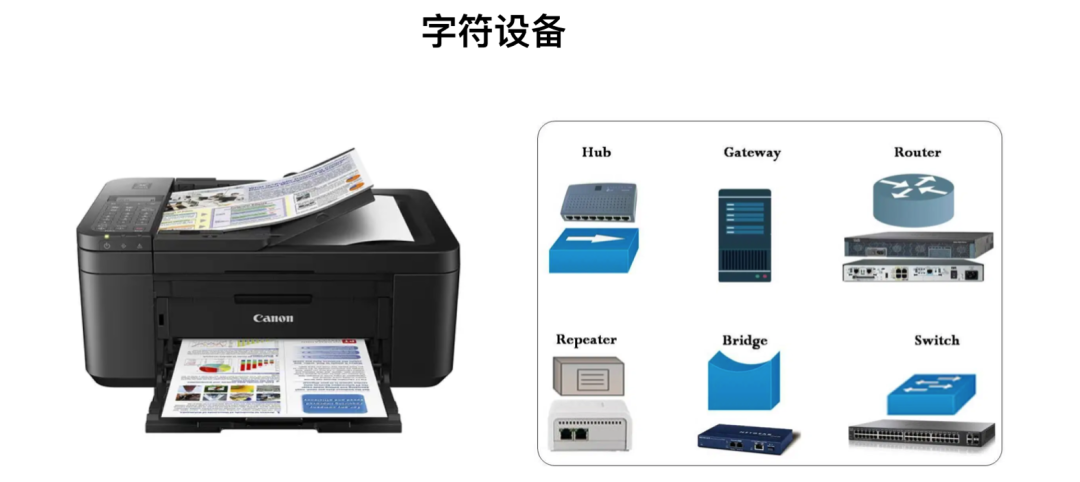 字符设备
Hub
Gateway
Router
Canon
Repeater
Bridge
Switch